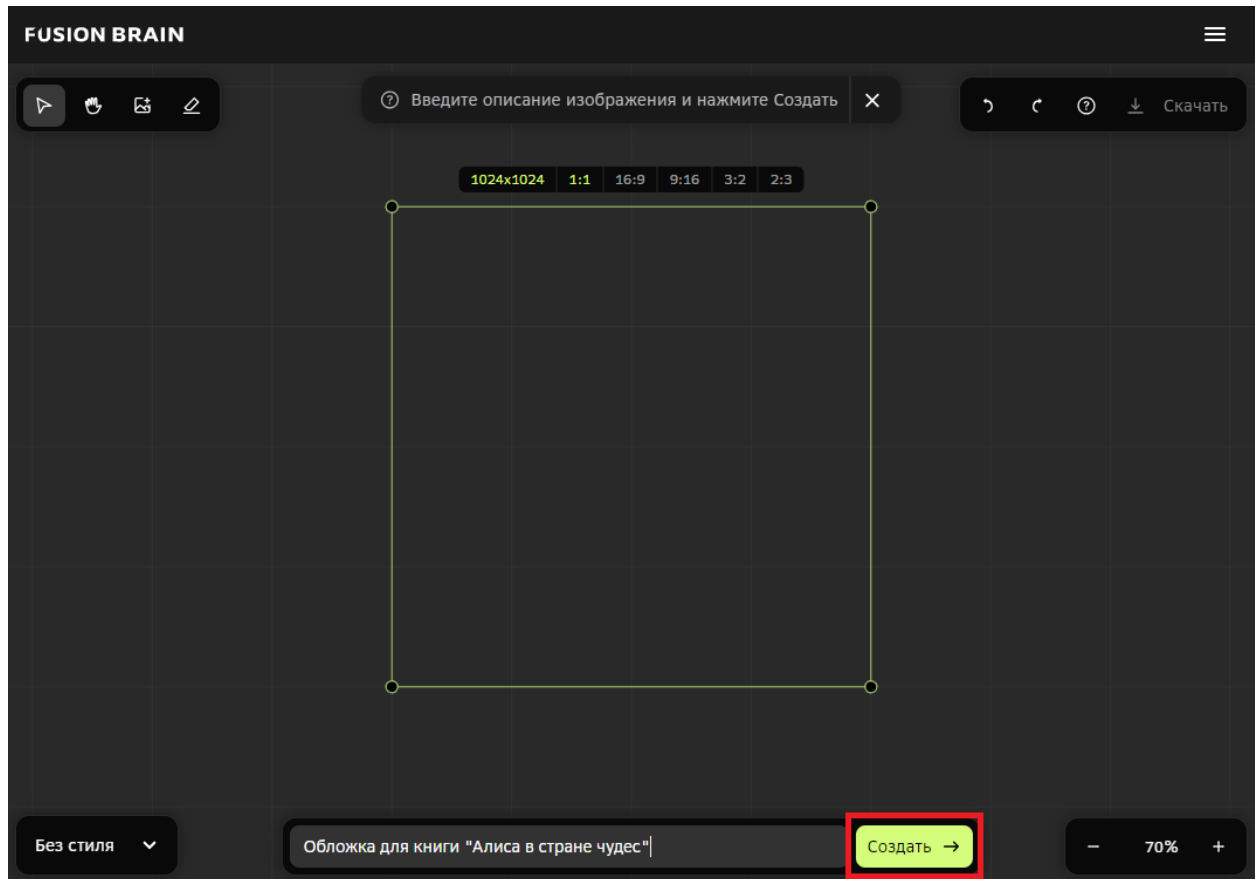 FUSION BRAIN
Введите описание изображения и нажмите Создать
Скачать
1024x1024 1:1 16:9 9:16 3:2 2:3
Без стиля
Обложка для книги "Алиса в стране чудес"
Создать →
− 70% +